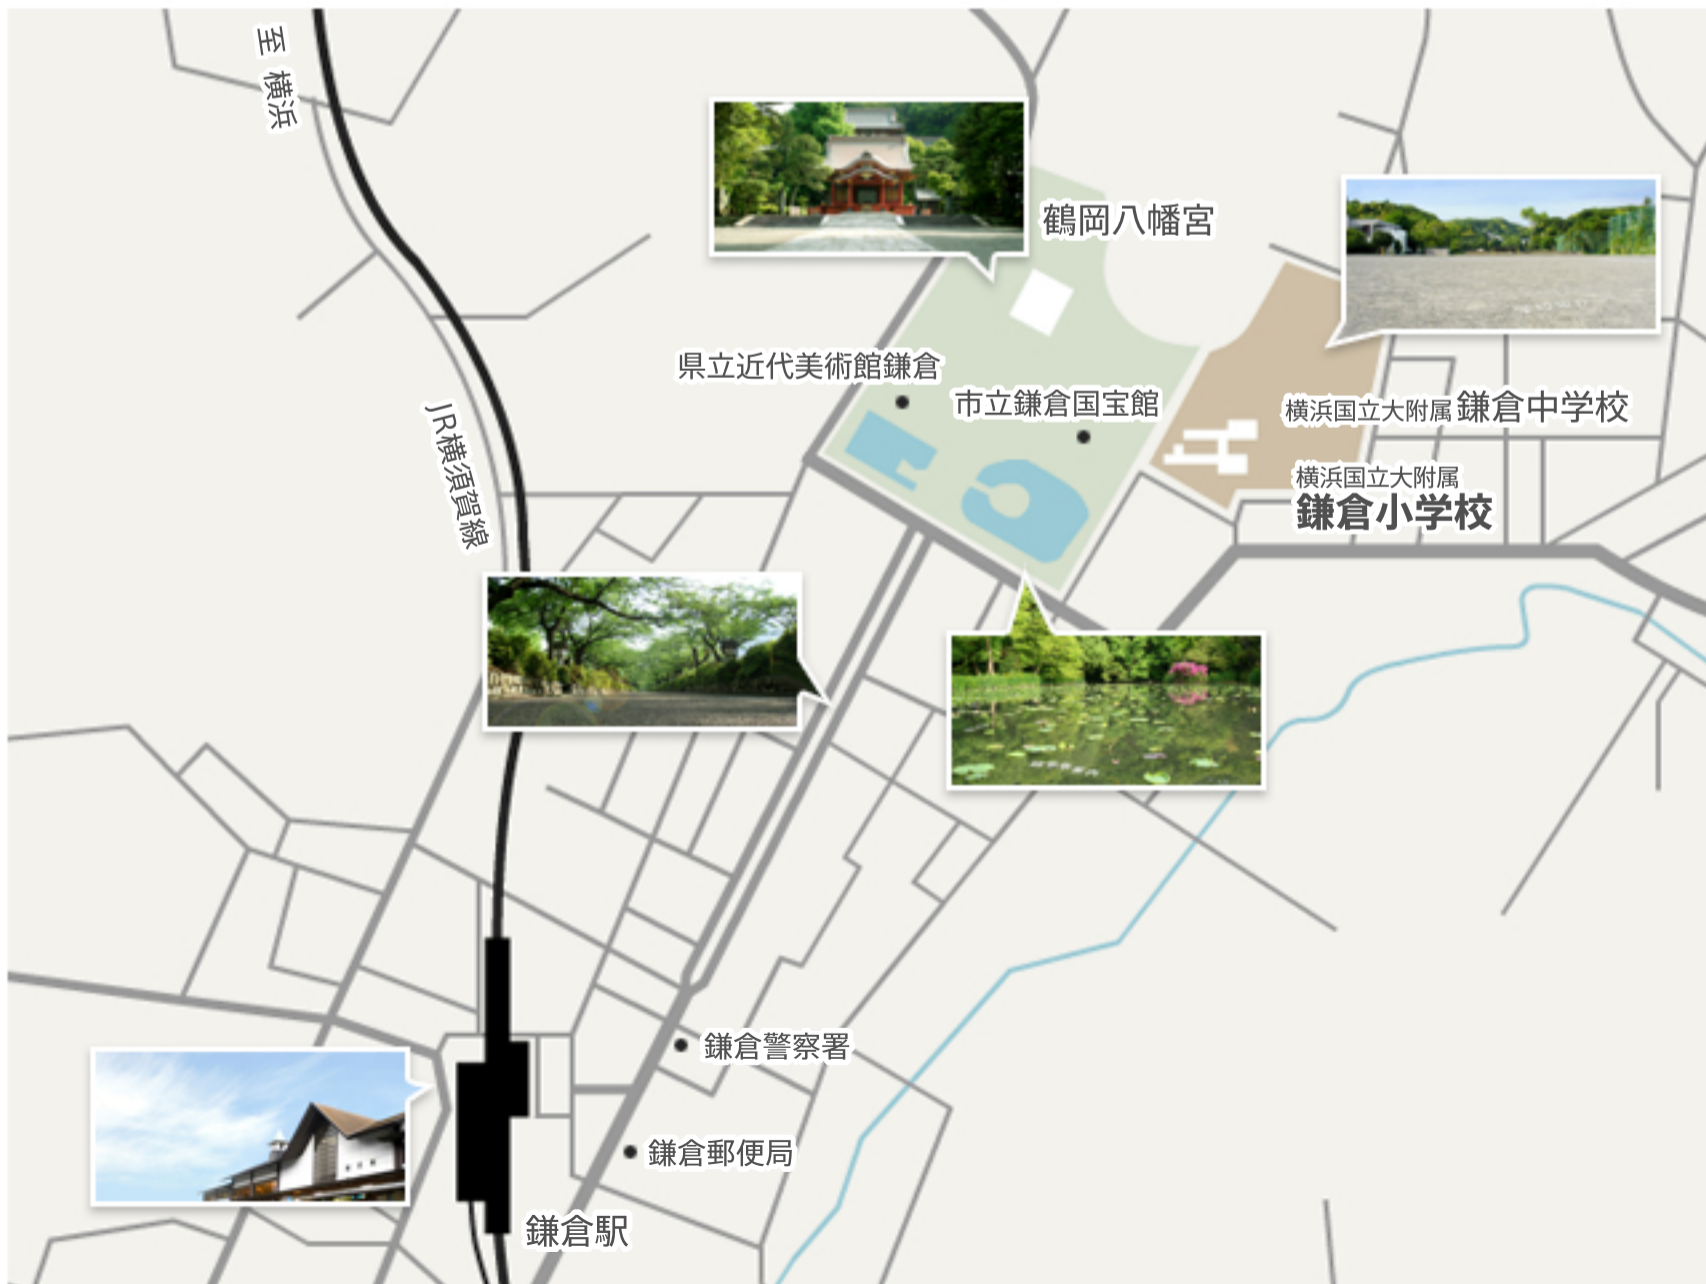 至 横浜
鶴岡八幡宮
県立近代美術館鎌倉
市立鎌倉国宝館
横浜国立大附属 鎌倉中学校
JR横須賀線
横浜国立大附属
鎌倉小学校
鎌倉警察署
鎌倉郵便局
鎌倉駅